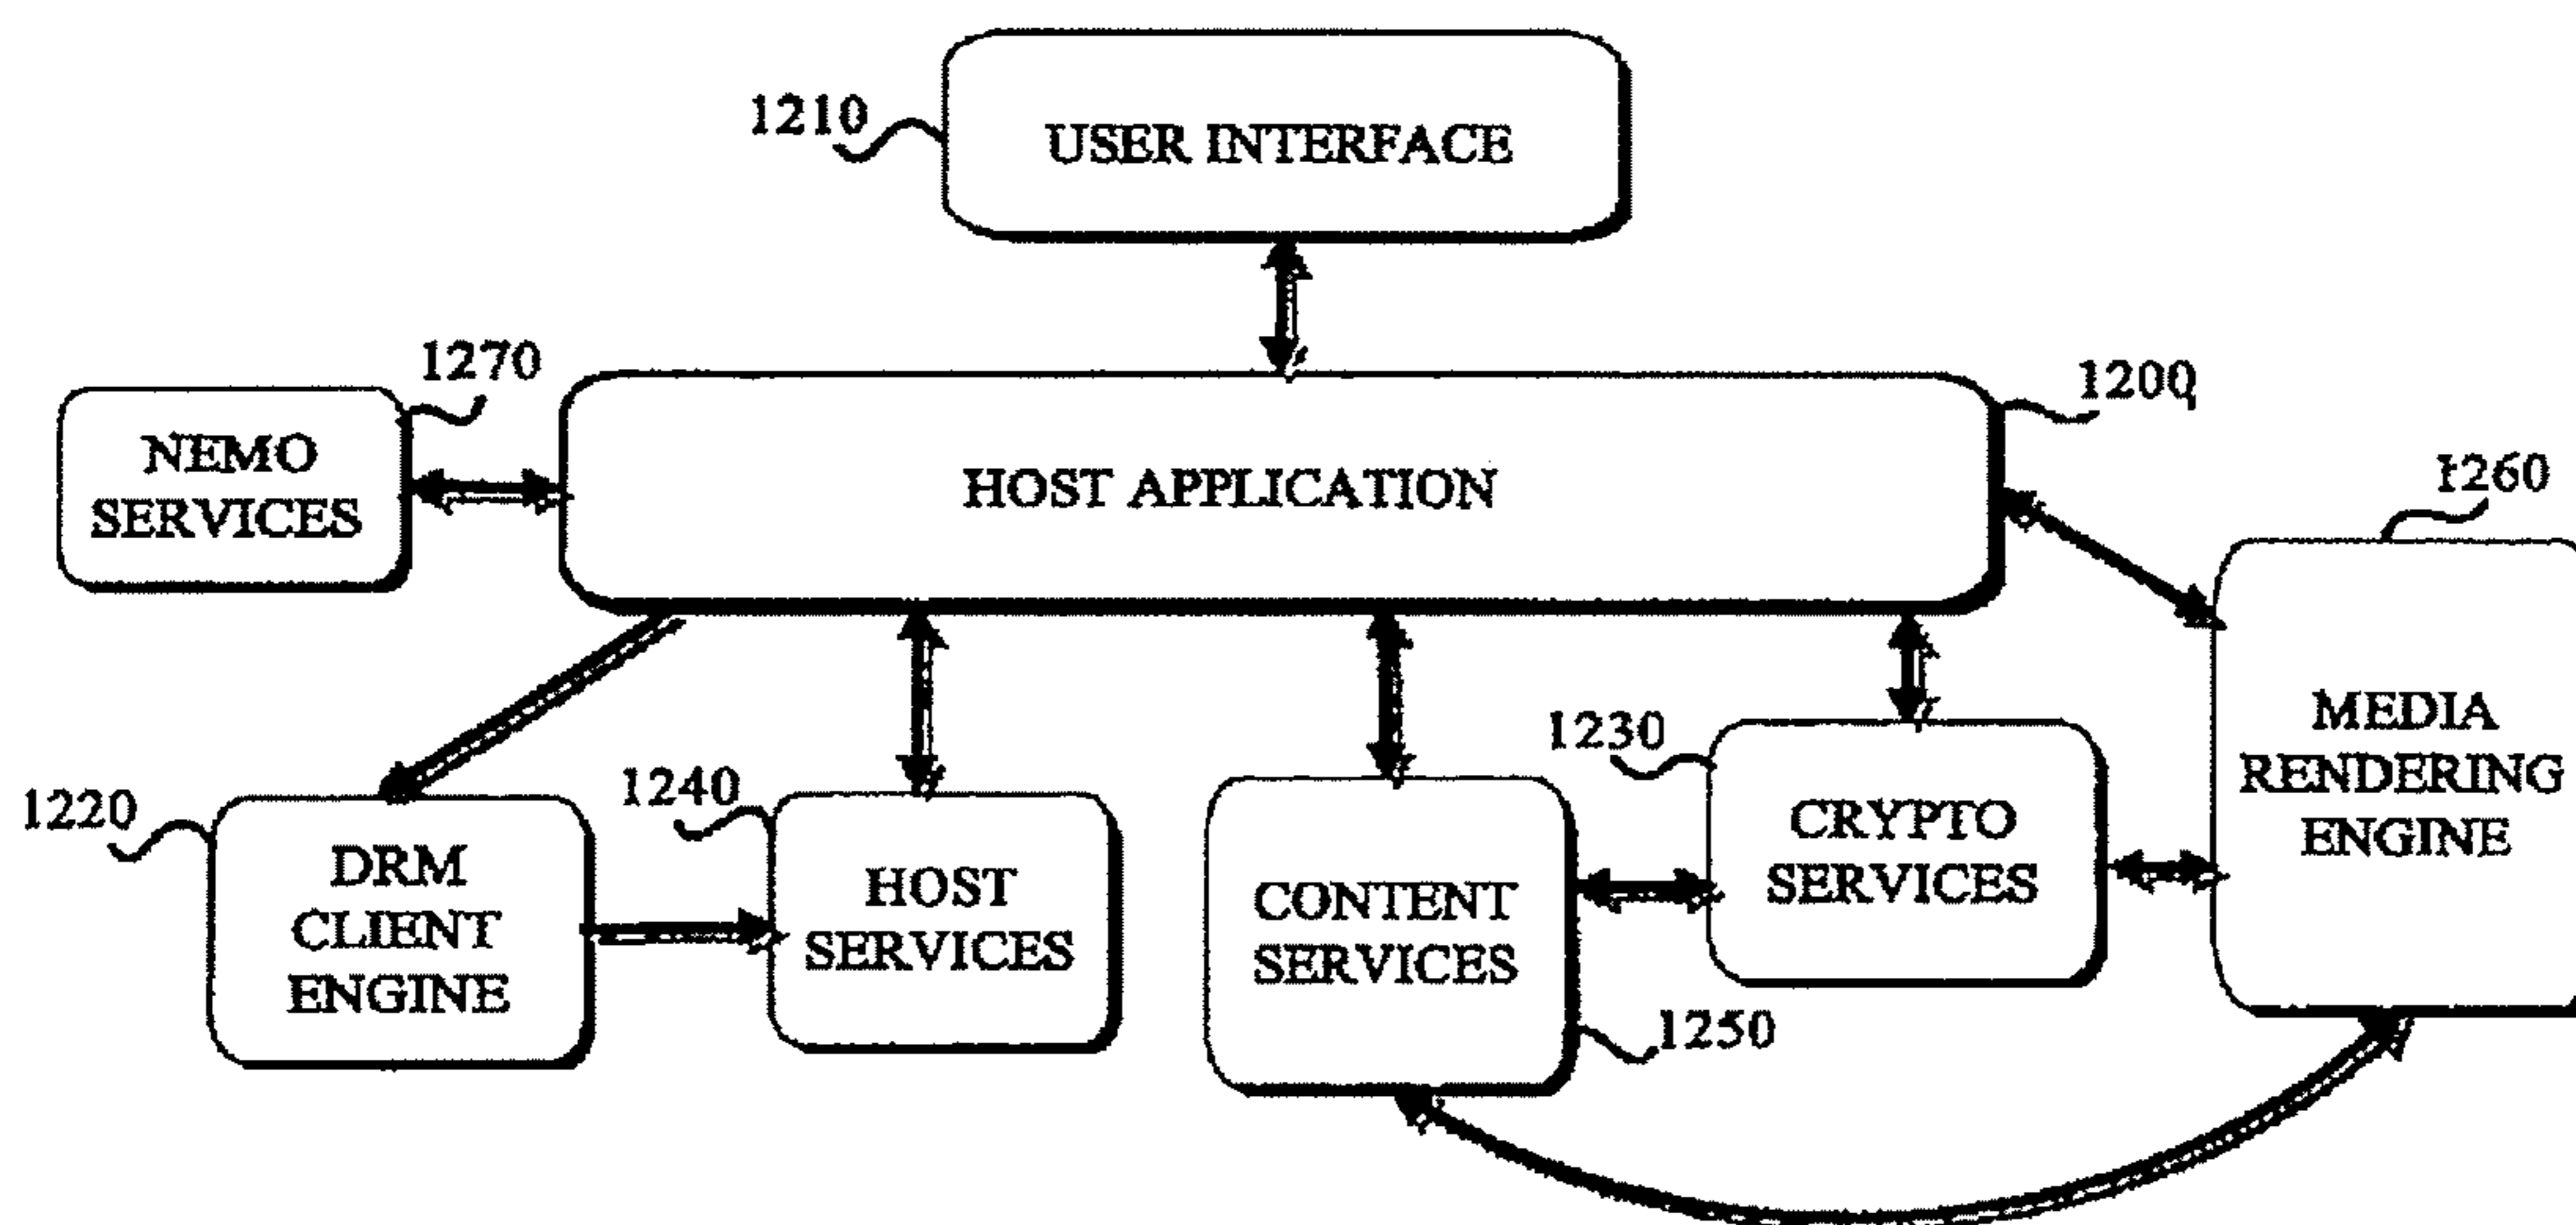 1210
USER INTERFACE
1270
NEMO
SERVICES
1200
HOST APPLICATION
1260
MEDIA
RENDERING
ENGINE
1220
DRM
CLIENT
ENGINE
1240
HOST
SERVICES
CONTENT
SERVICES
1250
1230
CRYPTO
SERVICES